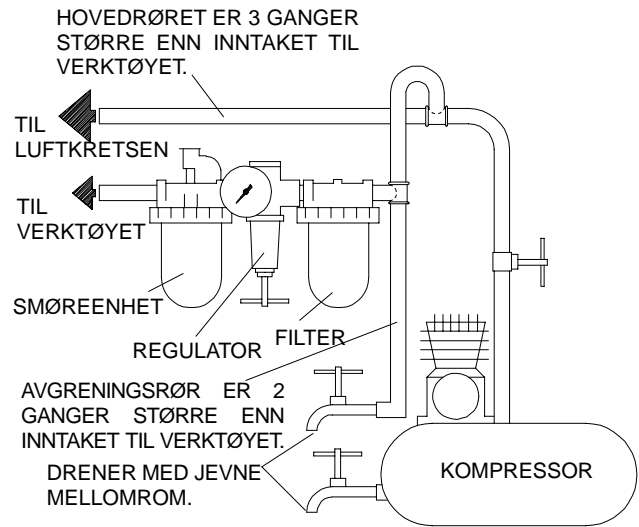 HOVEDRØRET ER 3 GANGER
STØRRE ENN INNTAKET TIL
VERKTØYET.
TIL
LUFTKRETSEN
TIL
VERKTØYET
SMØREENHET
REGULATOR
FILTER
AVGRENINGSRØR ER 2
GANGER STØRRE ENN
INNTAKET TIL VERKTØYET.
DRENER MED JEVNE
MELLOMROM.
KOMPRESSOR